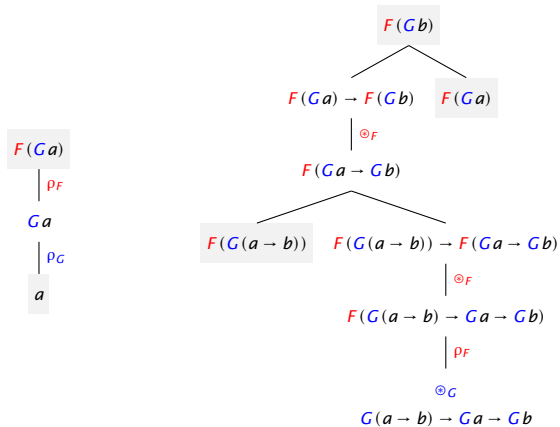 F(Gb)
F(Ga) → F(Gb) F(Ga)
⊛F
F(Ga → Gb)
F(G(a → b)) F(G(a → b)) → F(Ga → Gb)
⊛F
F(G(a → b) → Ga → Gb)
ρF
⊛G
G(a → b) → Ga → Gb
F(Ga)
ρF
Ga
ρG
a